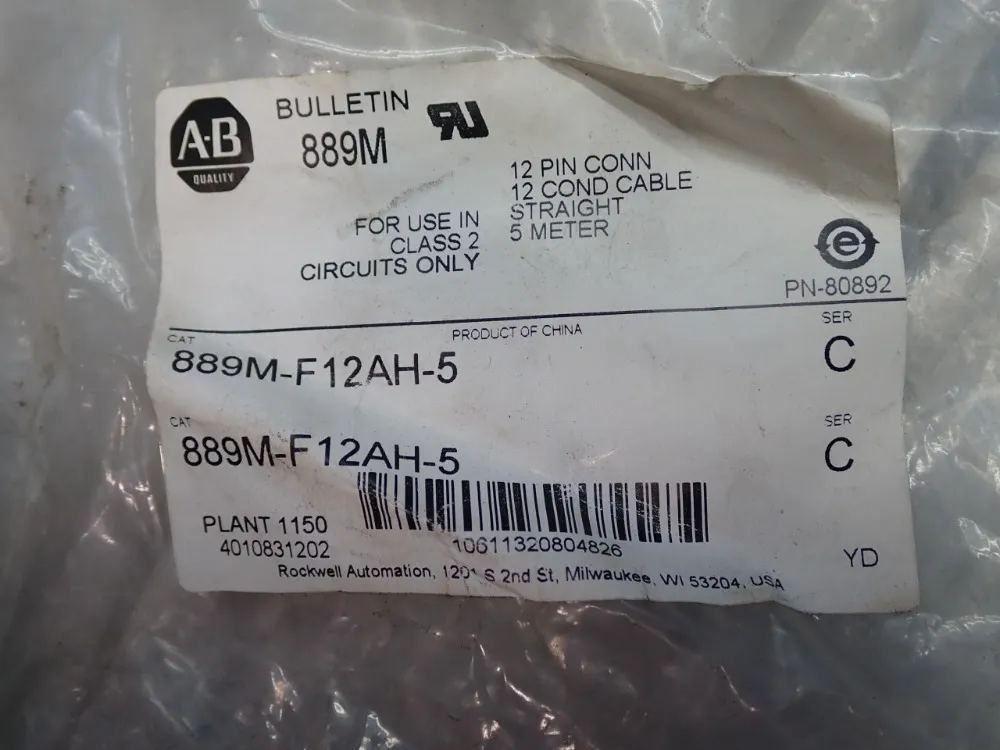 A·B
QUALITY
BULLETIN
889M
RU
12 PIN CONN
12 COND CABLE
STRAIGHT
5 METER
FOR USE IN
CLASS 2
CIRCUITS ONLY
e
PN-80892
PRODUCT OF CHINA
CAT
SER
889M-F12AH-5
C
CAT
SER
889M-F12AH-5
C
PLANT 1150
4010831202
10611320804826
YD
Rockwell Automation, 1201 S 2nd St, Milwaukee, WI 53204, USA